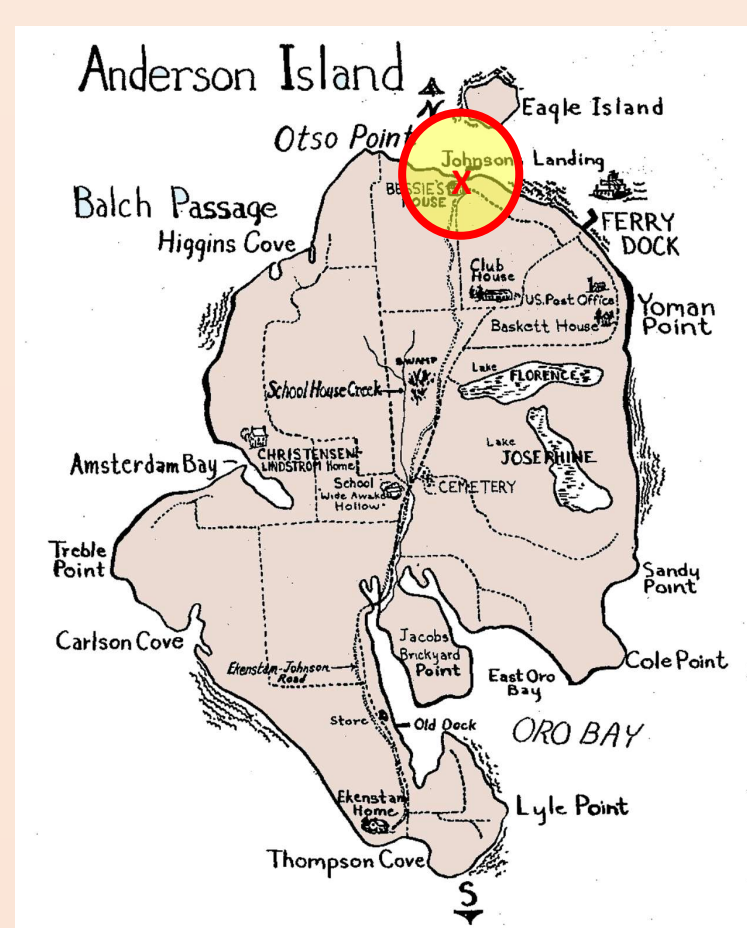 Anderson Island
N
Eagle Island
Otso Point
Johnson Landing
BESSIE'S
HOUSE
X
Balch Passage
Higgins Cove
FERRY
DOCK
Club
House
U.S. Post Office
Yoman
Point
Baskett House
SWAMP
Lake
FLORENCE
School House Creek
Lake
JOSEPHINE
CHRISTENSEN
LINDSTROM Home
Amsterdam Bay
School
"Wide Awake
Hollow"
CEMETERY
Treble
Point
Sandy
Point
Carlson Cove
Jacobs
Brickyard
Point
Cole Point
Ekenstam-Johnson
Road
East Oro
Bay
Store
Old Dock
ORO BAY
Ekenstam
Home
Lyle Point
Thompson Cove
S